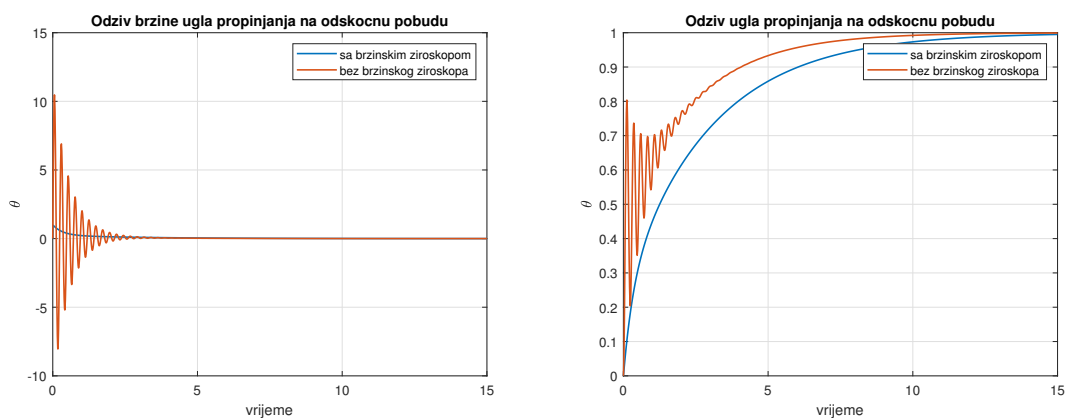 Odziv brzine ugla propinjanja na odskocnu pobudu
15
10
5
0
-5
-10
θ
sa brzinskim ziroskopom
bez brzinskog ziroskopa
0 5 10 15
vrijeme
Odziv ugla propinjanja na odskocnu pobudu
1
0.9
0.8
0.7
0.6
0.5
0.4
0.3
0.2
0.1
0
θ
sa brzinskim ziroskopom
bez brzinskog ziroskopa
0 5 10 15
vrijeme